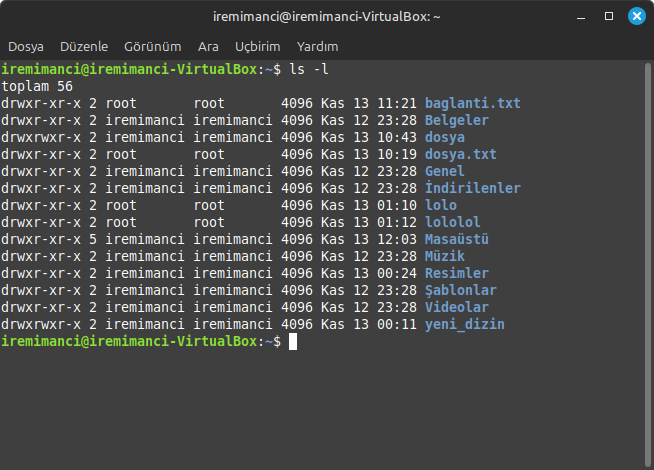 iremimanci@iremimanci-VirtualBox: ~
Dosya Düzenle Görünüm Ara Uçbirim Yardım
iremimanci@iremimanci-VirtualBox:~$ ls -l
toplam 56
drwxr-xr-x 2 root       root       4096 Kas 13 11:21 baglanti.txt
drwxr-xr-x 2 iremimanci iremimanci 4096 Kas 12 23:28 Belgeler
drwxrwxr-x 2 iremimanci iremimanci 4096 Kas 13 10:43 dosya
drwxr-xr-x 2 root       root       4096 Kas 13 10:19 dosya.txt
drwxr-xr-x 2 iremimanci iremimanci 4096 Kas 12 23:28 Genel
drwxr-xr-x 2 iremimanci iremimanci 4096 Kas 12 23:28 İndirilenler
drwxr-xr-x 2 root       root       4096 Kas 13 01:10 lolo
drwxr-xr-x 2 root       root       4096 Kas 13 01:12 lololol
drwxr-xr-x 5 iremimanci iremimanci 4096 Kas 13 12:03 Masaüstü
drwxr-xr-x 2 iremimanci iremimanci 4096 Kas 12 23:28 Müzik
drwxr-xr-x 2 iremimanci iremimanci 4096 Kas 13 00:24 Resimler
drwxr-xr-x 2 iremimanci iremimanci 4096 Kas 12 23:28 Şablonlar
drwxr-xr-x 2 iremimanci iremimanci 4096 Kas 12 23:28 Videolar
drwxrwxr-x 2 iremimanci iremimanci 4096 Kas 13 00:11 yeni_dizin
iremimanci@iremimanci-VirtualBox:~$